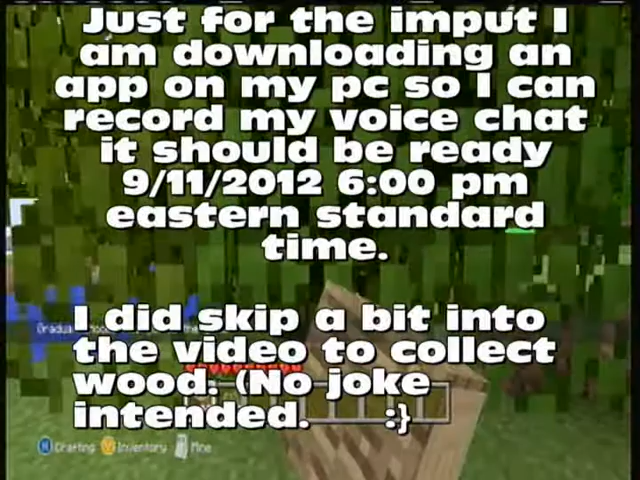 Just for the imput I
am downloading an
app on my pc so I can
record my voice chat
it should be ready
9/11/2012 6:00 pm
eastern standard
time.
I did skip a bit into
the video to collect
wood. (No joke
intended. :}
Crafting Inventory Mine